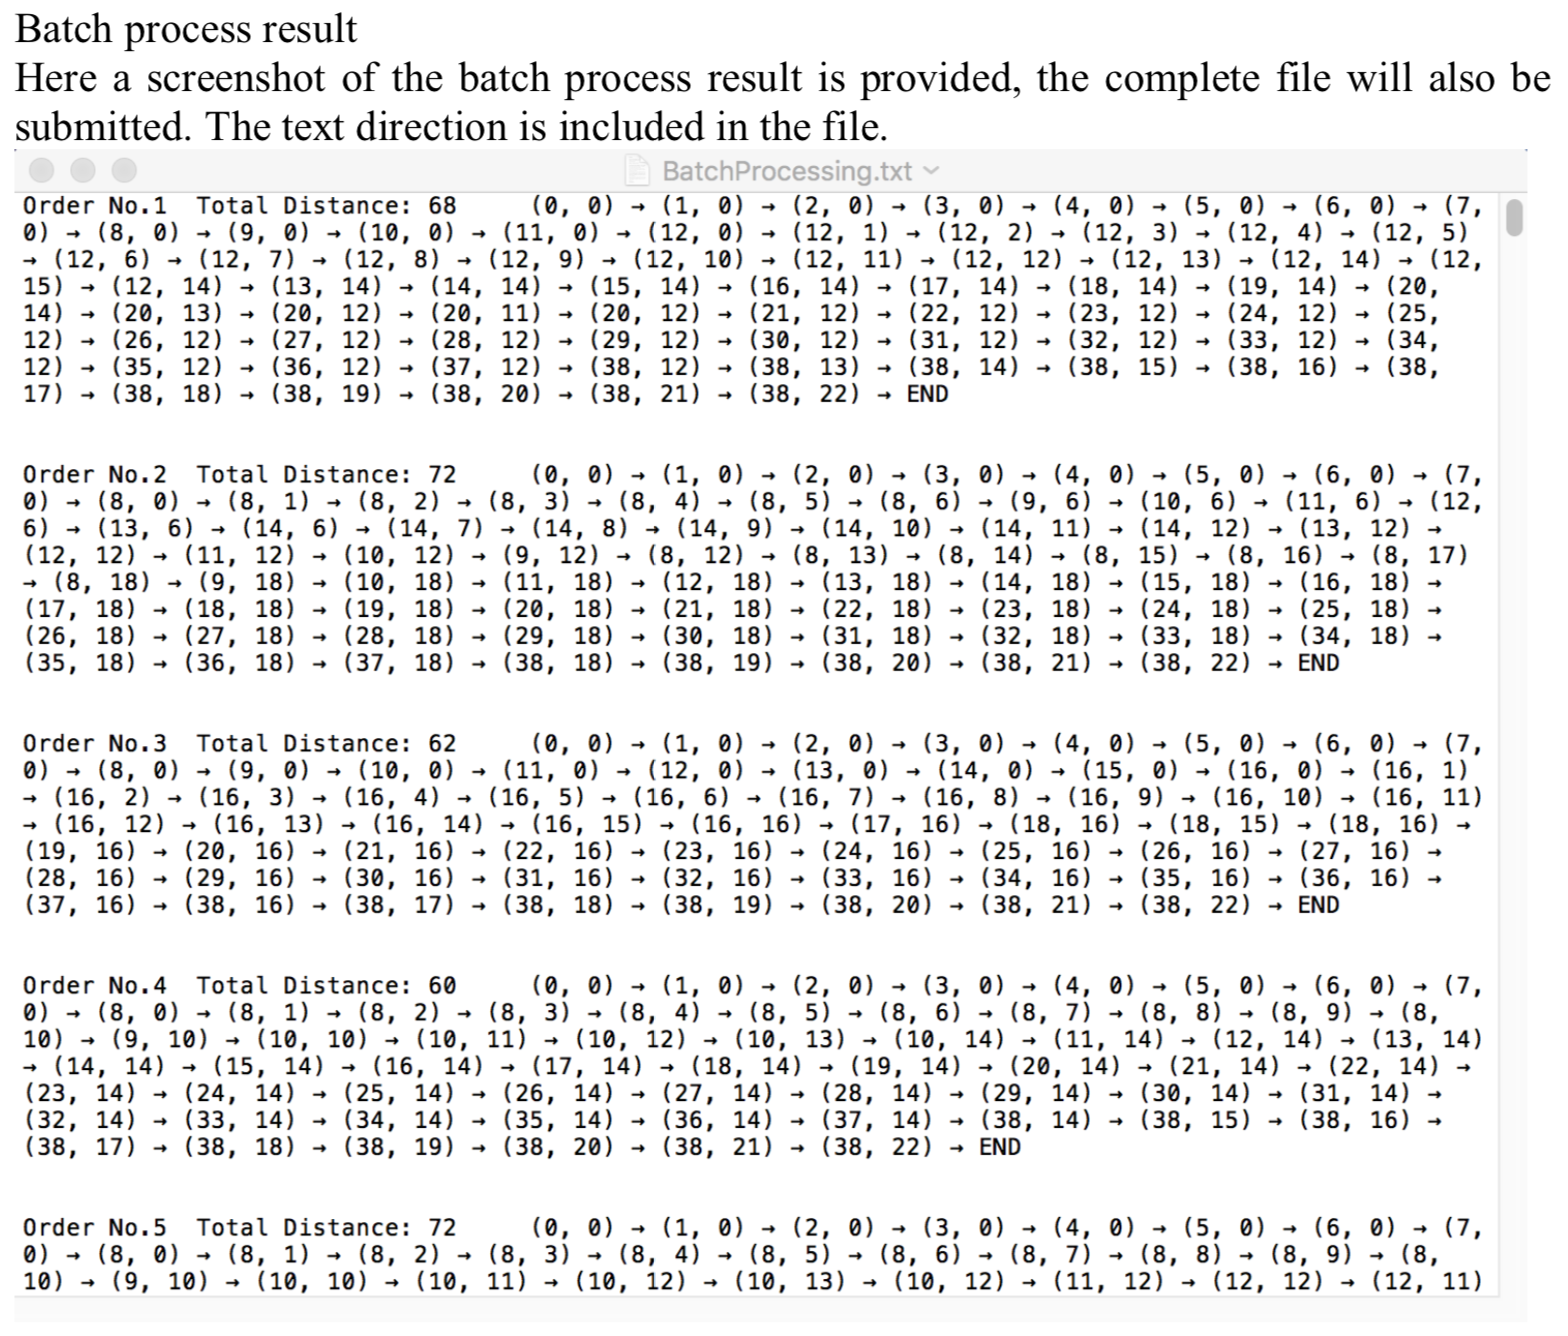 Batch process result
Here a screenshot of the batch process result is provided, the complete file will also be
submitted. The text direction is included in the file.
BatchProcessing.txt
Order No.1  Total Distance: 68     (0, 0) → (1, 0) → (2, 0) → (3, 0) → (4, 0) → (5, 0) → (6, 0) → (7,
0) → (8, 0) → (9, 0) → (10, 0) → (11, 0) → (12, 0) → (12, 1) → (12, 2) → (12, 3) → (12, 4) → (12, 5)
→ (12, 6) → (12, 7) → (12, 8) → (12, 9) → (12, 10) → (12, 11) → (12, 12) → (12, 13) → (12, 14) → (12,
15) → (12, 14) → (13, 14) → (14, 14) → (15, 14) → (16, 14) → (17, 14) → (18, 14) → (19, 14) → (20,
14) → (20, 13) → (20, 12) → (20, 11) → (20, 12) → (21, 12) → (22, 12) → (23, 12) → (24, 12) → (25,
12) → (26, 12) → (27, 12) → (28, 12) → (29, 12) → (30, 12) → (31, 12) → (32, 12) → (33, 12) → (34,
12) → (35, 12) → (36, 12) → (37, 12) → (38, 12) → (38, 13) → (38, 14) → (38, 15) → (38, 16) → (38,
17) → (38, 18) → (38, 19) → (38, 20) → (38, 21) → (38, 22) → END
Order No.2  Total Distance: 72     (0, 0) → (1, 0) → (2, 0) → (3, 0) → (4, 0) → (5, 0) → (6, 0) → (7,
0) → (8, 0) → (8, 1) → (8, 2) → (8, 3) → (8, 4) → (8, 5) → (8, 6) → (9, 6) → (10, 6) → (11, 6) → (12,
6) → (13, 6) → (14, 6) → (14, 7) → (14, 8) → (14, 9) → (14, 10) → (14, 11) → (14, 12) → (13, 12) →
(12, 12) → (11, 12) → (10, 12) → (9, 12) → (8, 12) → (8, 13) → (8, 14) → (8, 15) → (8, 16) → (8, 17)
→ (8, 18) → (9, 18) → (10, 18) → (11, 18) → (12, 18) → (13, 18) → (14, 18) → (15, 18) → (16, 18) →
(17, 18) → (18, 18) → (19, 18) → (20, 18) → (21, 18) → (22, 18) → (23, 18) → (24, 18) → (25, 18) →
(26, 18) → (27, 18) → (28, 18) → (29, 18) → (30, 18) → (31, 18) → (32, 18) → (33, 18) → (34, 18) →
(35, 18) → (36, 18) → (37, 18) → (38, 18) → (38, 19) → (38, 20) → (38, 21) → (38, 22) → END
Order No.3  Total Distance: 62     (0, 0) → (1, 0) → (2, 0) → (3, 0) → (4, 0) → (5, 0) → (6, 0) → (7,
0) → (8, 0) → (9, 0) → (10, 0) → (11, 0) → (12, 0) → (13, 0) → (14, 0) → (15, 0) → (16, 0) → (16, 1)
→ (16, 2) → (16, 3) → (16, 4) → (16, 5) → (16, 6) → (16, 7) → (16, 8) → (16, 9) → (16, 10) → (16, 11)
→ (16, 12) → (16, 13) → (16, 14) → (16, 15) → (16, 16) → (17, 16) → (18, 16) → (18, 15) → (18, 16) →
(19, 16) → (20, 16) → (21, 16) → (22, 16) → (23, 16) → (24, 16) → (25, 16) → (26, 16) → (27, 16) →
(28, 16) → (29, 16) → (30, 16) → (31, 16) → (32, 16) → (33, 16) → (34, 16) → (35, 16) → (36, 16) →
(37, 16) → (38, 16) → (38, 17) → (38, 18) → (38, 19) → (38, 20) → (38, 21) → (38, 22) → END
Order No.4  Total Distance: 60     (0, 0) → (1, 0) → (2, 0) → (3, 0) → (4, 0) → (5, 0) → (6, 0) → (7,
0) → (8, 0) → (8, 1) → (8, 2) → (8, 3) → (8, 4) → (8, 5) → (8, 6) → (8, 7) → (8, 8) → (8, 9) → (8,
10) → (9, 10) → (10, 10) → (10, 11) → (10, 12) → (10, 13) → (10, 14) → (11, 14) → (12, 14) → (13, 14)
→ (14, 14) → (15, 14) → (16, 14) → (17, 14) → (18, 14) → (19, 14) → (20, 14) → (21, 14) → (22, 14) →
(23, 14) → (24, 14) → (25, 14) → (26, 14) → (27, 14) → (28, 14) → (29, 14) → (30, 14) → (31, 14) →
(32, 14) → (33, 14) → (34, 14) → (35, 14) → (36, 14) → (37, 14) → (38, 14) → (38, 15) → (38, 16) →
(38, 17) → (38, 18) → (38, 19) → (38, 20) → (38, 21) → (38, 22) → END
Order No.5  Total Distance: 72     (0, 0) → (1, 0) → (2, 0) → (3, 0) → (4, 0) → (5, 0) → (6, 0) → (7,
0) → (8, 0) → (8, 1) → (8, 2) → (8, 3) → (8, 4) → (8, 5) → (8, 6) → (8, 7) → (8, 8) → (8, 9) → (8,
10) → (9, 10) → (10, 10) → (10, 11) → (10, 12) → (10, 13) → (10, 12) → (11, 12) → (12, 12) → (12, 11)